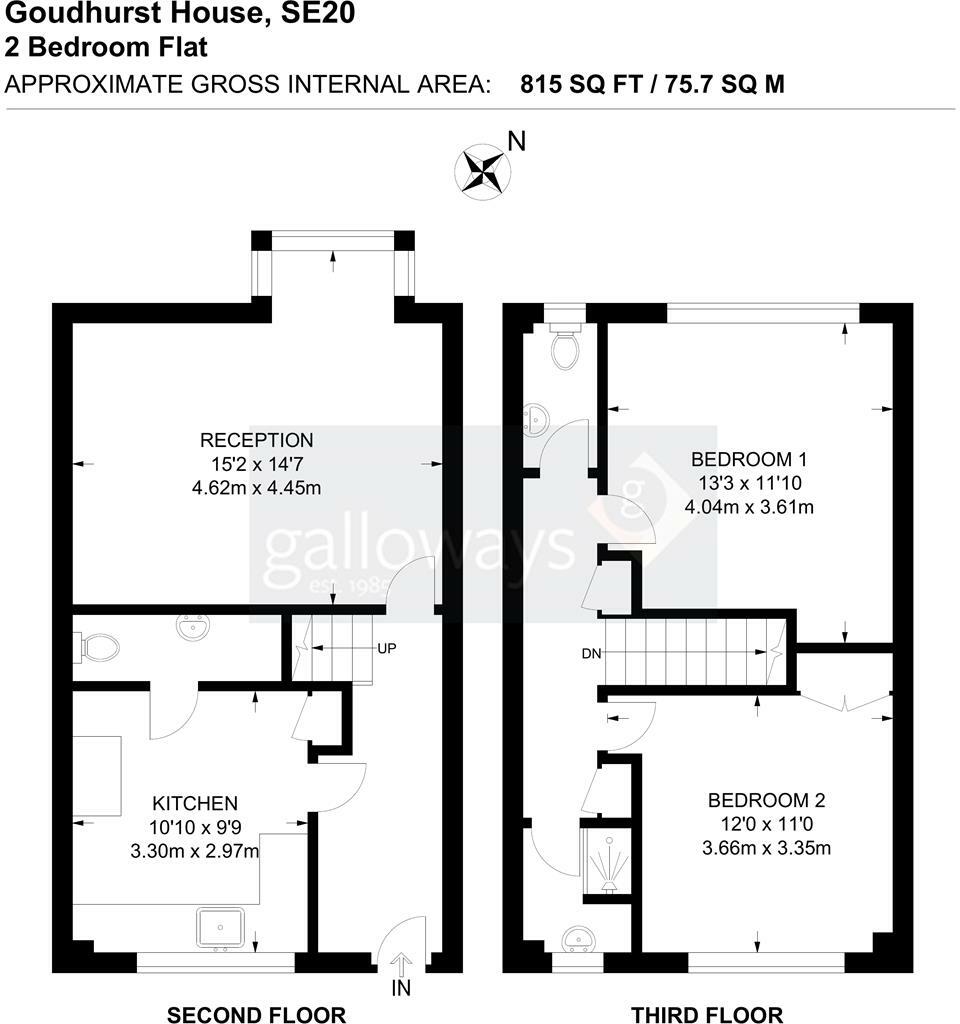 Goudhurst House, SE20
2 Bedroom Flat
APPROXIMATE GROSS INTERNAL AREA: 815 SQ FT / 75.7 SQ M
N
RECEPTION
15'2 x 14'7
4.62m x 4.45m
BEDROOM 1
13'3 x 11'10
4.04m x 3.61m
g
galloways
est. 1985
UP
DN
KITCHEN
10'10 x 9'9
3.30m x 2.97m
BEDROOM 2
12'0 x 11'0
3.66m x 3.35m
IN
SECOND FLOOR
THIRD FLOOR